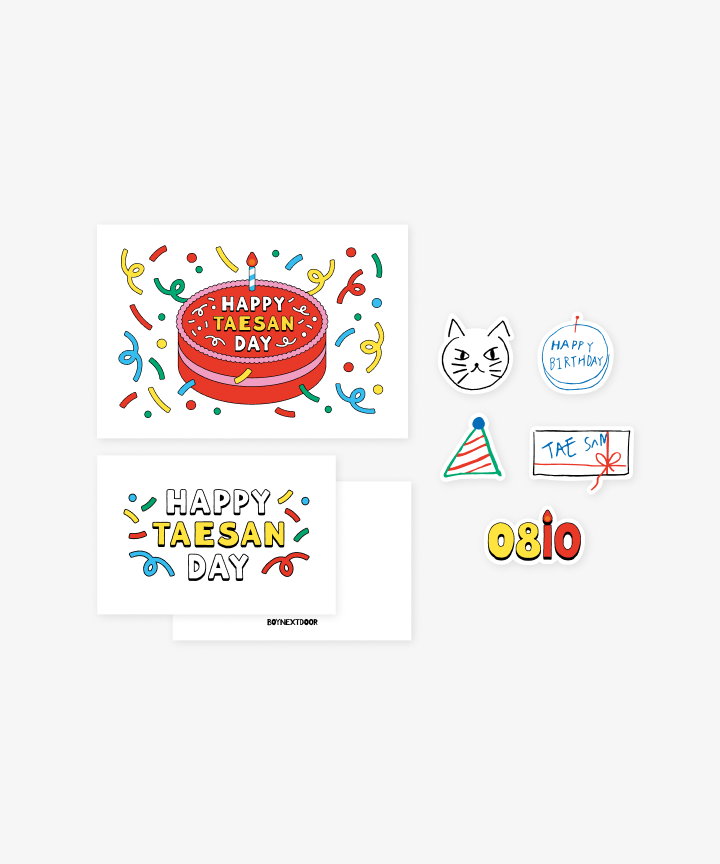 HAPPY
TAESAN
DAY
HAPPY
TAESAN
DAY
BOYNEXTDOOR
HAPPY
BIRTHDAY
TAE SAN
0810